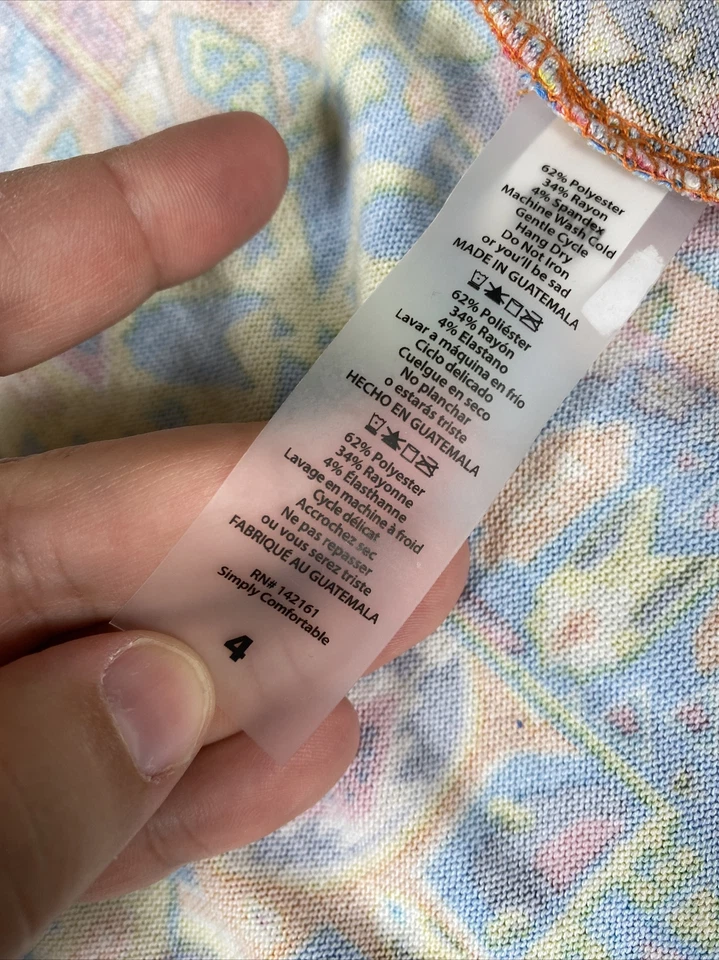 62% Polyester
34% Rayon
4% Spandex
Machine Wash Cold
Gentle Cycle
Hang Dry
Do Not Iron
or you'll be sad
MADE IN GUATEMALA
62% Poliéster
34% Rayón
4% Elastano
Lavar a máquina en frío
Ciclo delicado
Cuelgue en seco
No planchar
o estarás triste
HECHO EN GUATEMALA
62% Polyester
34% Rayonne
4% Élasthanne
Lavage en machine à froid
Cycle délicat
Accrochez sec
Ne pas repasser
ou vous serez triste
FABRIQUÉ AU GUATEMALA
RN# 142161
Simply Comfortable
4